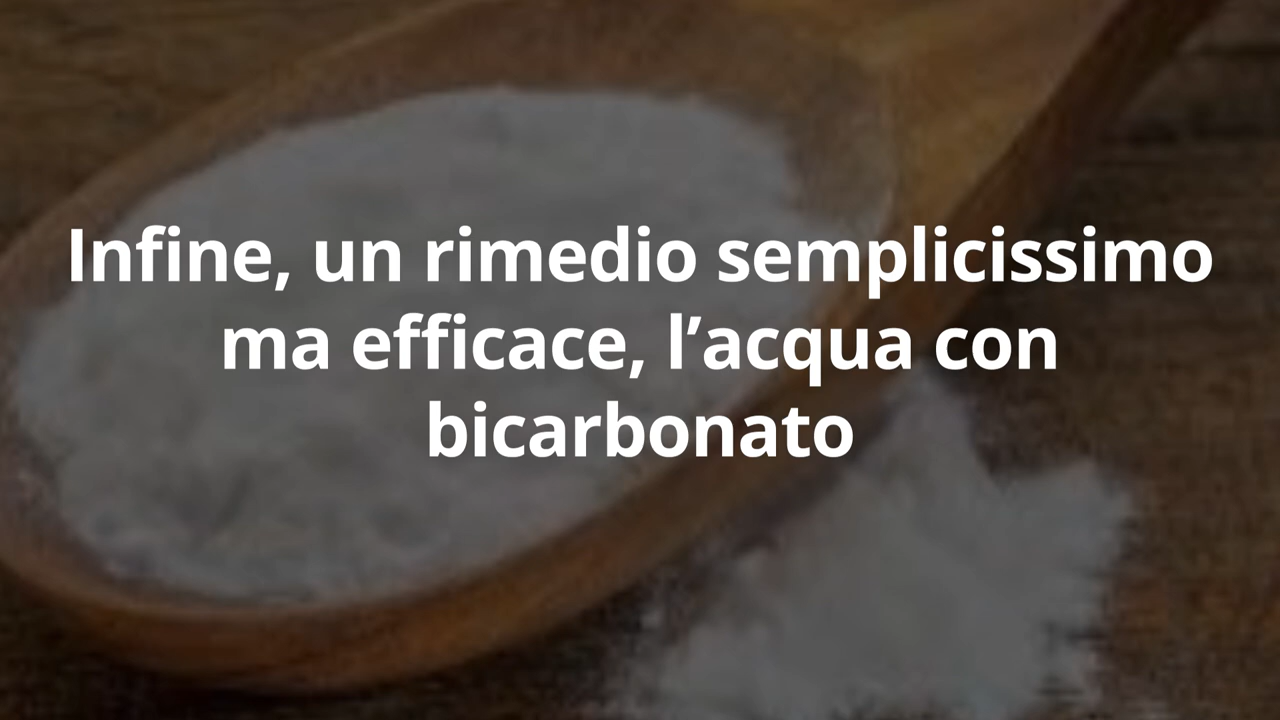 Infine, un rimedio semplicissimo
ma efficace, l’acqua con
bicarbonato